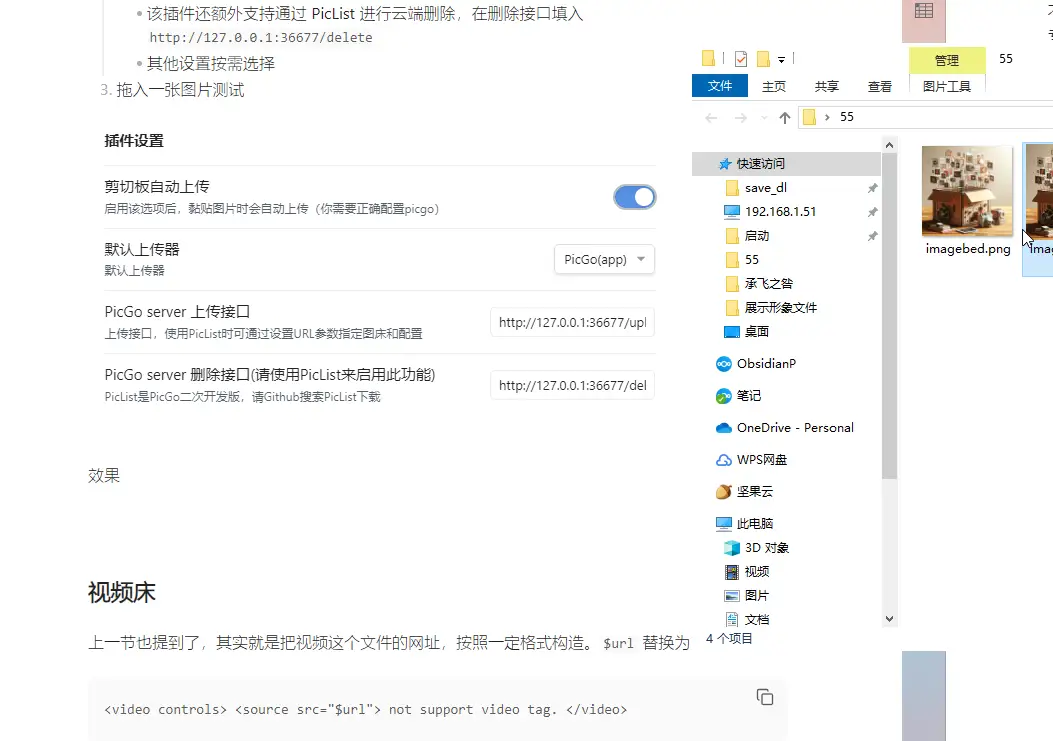 • 该插件还额外支持通过 PicList 进行云端删除，在删除接口填入
http://127.0.0.1:36677/delete
• 其他设置按需选择
3. 拖入一张图片测试
插件设置
剪切板自动上传
启用该选项后，黏贴图片时会自动上传（你需要正确配置picgo）
默认上传器
默认上传器
PicGo(app)
PicGo server 上传接口
上传接口，使用PicList时可通过设置URL参数指定图床和配置
http://127.0.0.1:36677/upl
PicGo server 删除接口(请使用PicList来启用此功能)
PicList是PicGo二次开发版，请Github搜索PicList下载
http://127.0.0.1:36677/del
效果
视频床
上一节也提到了，其实就是把视频这个文件的网址，按照一定格式构造。 $url 替换为
<video controls> <source src="$url"> not support video tag. </video>
管理
55
文件
主页
共享
查看
图片工具
55
快速访问
save_dl
192.168.1.51
启动
55
承飞之咎
展示形象文件
桌面
ObsidianP
笔记
OneDrive - Personal
WPS网盘
坚果云
此电脑
3D 对象
视频
图片
文档
4 个项目
imagebed.png